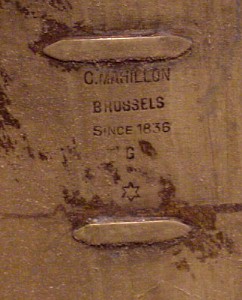 C. MAHILLON
BRUSSELS
SINCE 1836
G